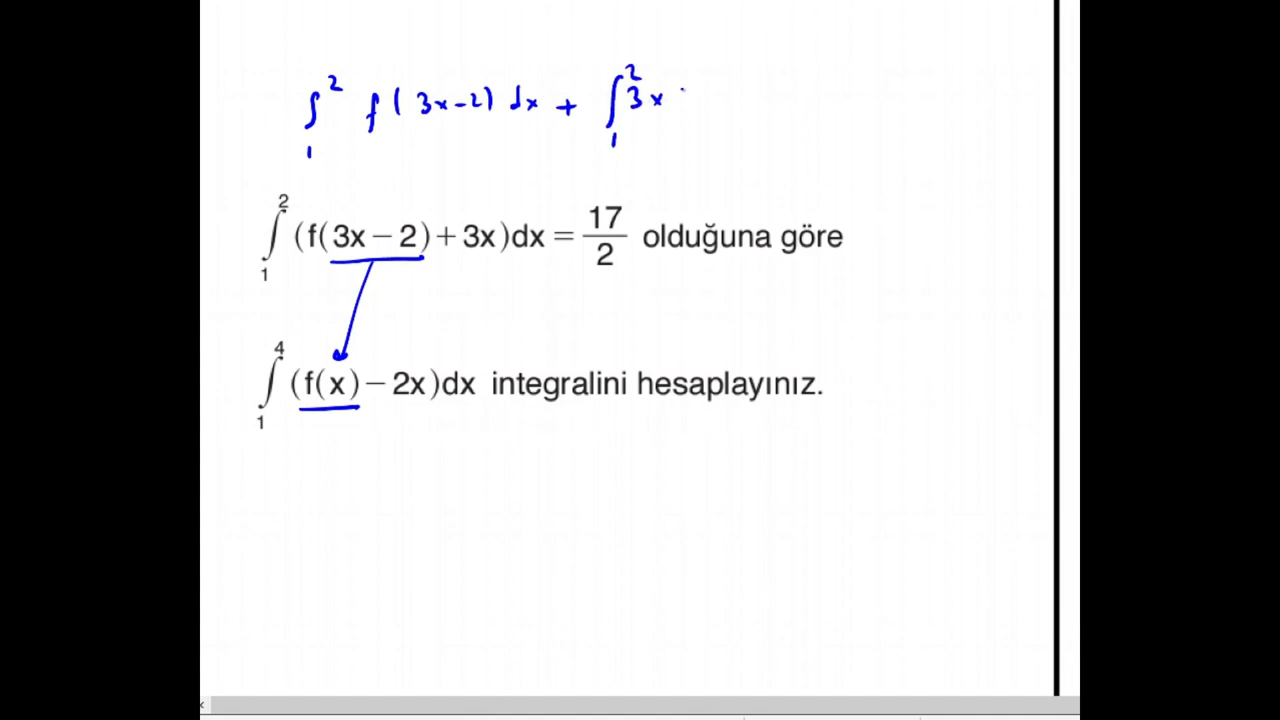 ∫₁² f(3x-2) dx + ∫₁² 3x
∫₁² (f(3x − 2) + 3x)dx = 17/2 olduğuna göre
∫₁⁴ (f(x) − 2x)dx integralini hesaplayınız.